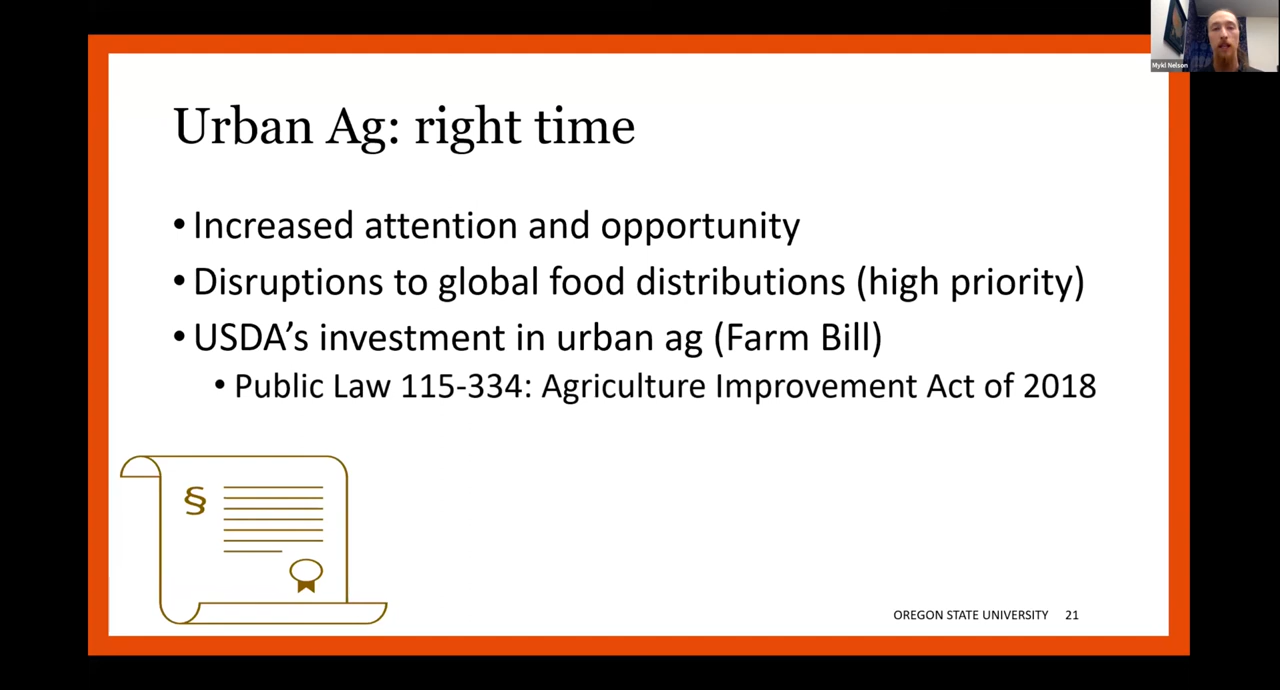 Mykl Nelson
Urban Ag: right time
• Increased attention and opportunity
• Disruptions to global food distributions (high priority)
• USDA’s investment in urban ag (Farm Bill)
• Public Law 115-334: Agriculture Improvement Act of 2018
§
OREGON STATE UNIVERSITY 21